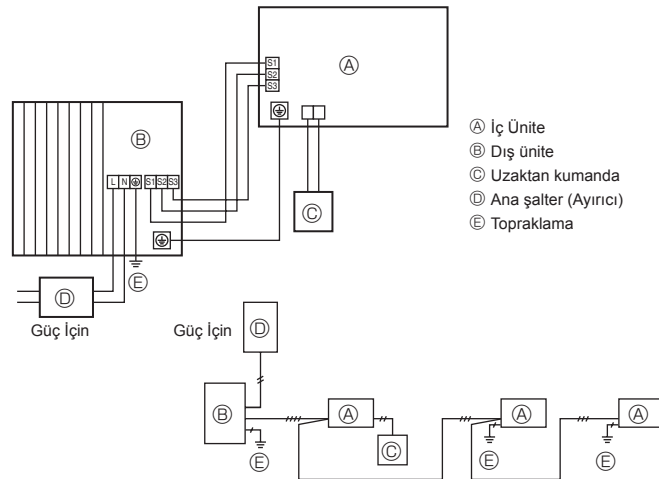 S1
S2
S3
Ⓐ
Ⓑ
L N S1 S2 S3
Ⓒ
Ⓔ
Ⓓ
Güç İçin
Ⓐ İç Ünite
Ⓑ Dış ünite
Ⓒ Uzaktan kumanda
Ⓓ Ana şalter (Ayırıcı)
Ⓔ Topraklama
Güç İçin
Ⓓ
Ⓑ Ⓐ Ⓐ Ⓐ
Ⓔ Ⓒ Ⓔ Ⓔ